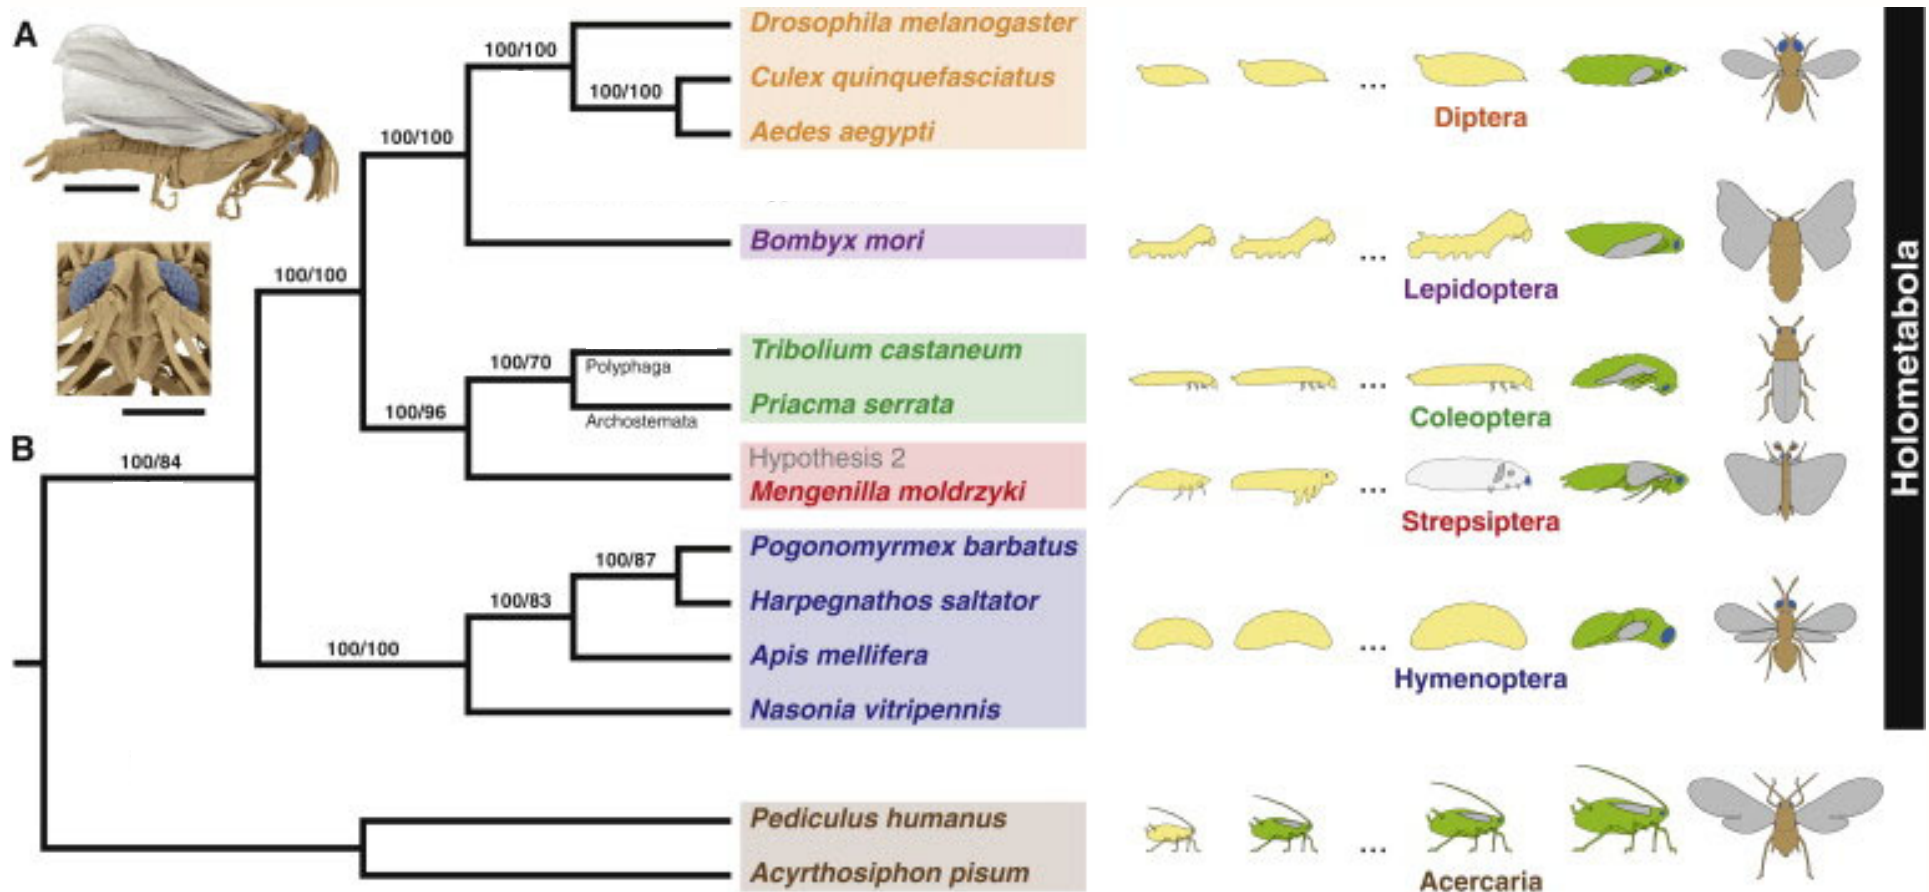 A
B
100/100
100/100
100/100
100/100
100/70
Polyphaga
Archostemata
100/96
100/84
100/87
100/83
100/100
Drosophila melanogaster
Culex quinquefasciatus
Aedes aegypti
Bombyx mori
Tribolium castaneum
Priacma serrata
Hypothesis 2
Mengenilla moldrzyki
Pogonomyrmex barbatus
Harpegnathos saltator
Apis mellifera
Nasonia vitripennis
Pediculus humanus
Acyrthosiphon pisum
...
Diptera
...
Lepidoptera
...
Coleoptera
...
Strepsiptera
...
Hymenoptera
...
Acercaria
Holometabola